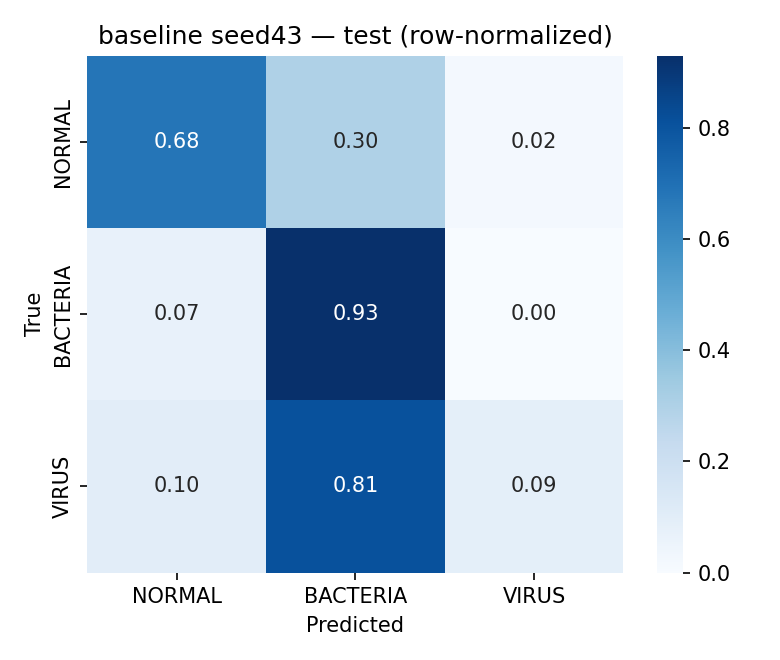 baseline seed43 — test (row-normalized)
NORMAL 0.68 0.30 0.02
BACTERIA 0.07 0.93 0.00
VIRUS 0.10 0.81 0.09
True
NORMAL BACTERIA VIRUS
Predicted
0.8
0.6
0.4
0.2
0.0